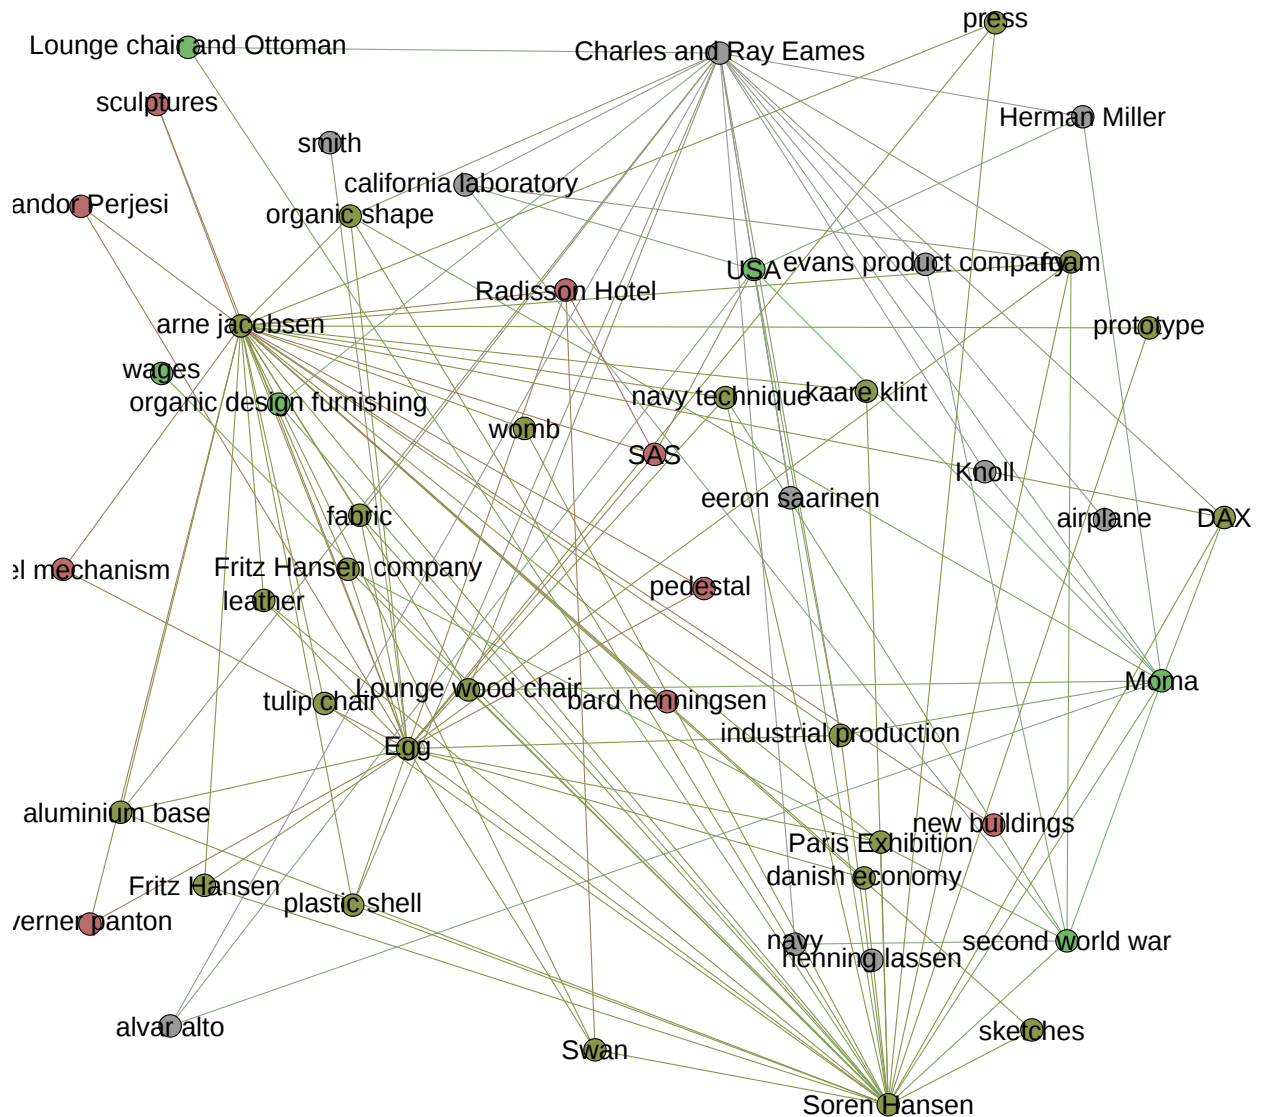 press
Lounge chair and Ottoman
Charles and Ray Eames
sculptures
Herman Miller
smith
california laboratory
andor Perjesi
organic shape
USA
evans product company
foam
Radisson Hotel
arne jacobsen
prototype
wages
organic design furnishing
navy technique
kaare klint
womb
SAS
Knoll
eeron saarinen
fabric
airplane
DAX
el mechanism
Fritz Hansen company
leather
pedestal
Moma
Lounge wood chair
tulip chair
bard henningsen
industrial production
Egg
aluminium base
new buildings
Paris Exhibition
danish economy
Fritz Hansen
plastic shell
verner panton
navy
second world war
henning lassen
alvar alto
sketches
Swan
Soren Hansen